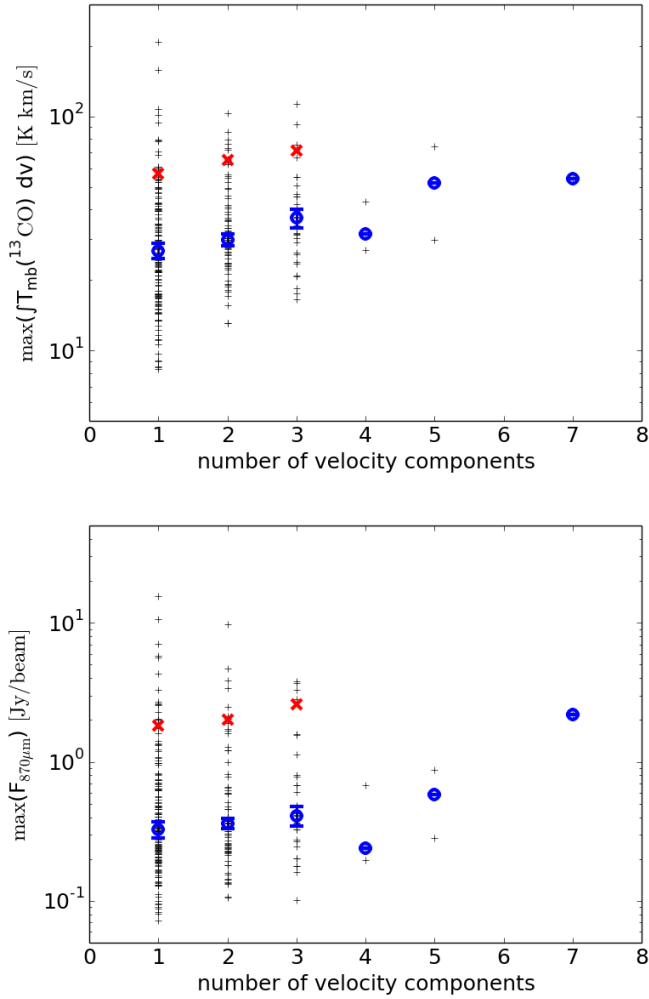 10²
10¹
max(∫T_mb(¹³CO) dv) [K km/s]
0 1 2 3 4 5 6 7 8
number of velocity components
10¹
10⁰
10⁻¹
max(F_870μm) [Jy/beam]
0 1 2 3 4 5 6 7 8
number of velocity components